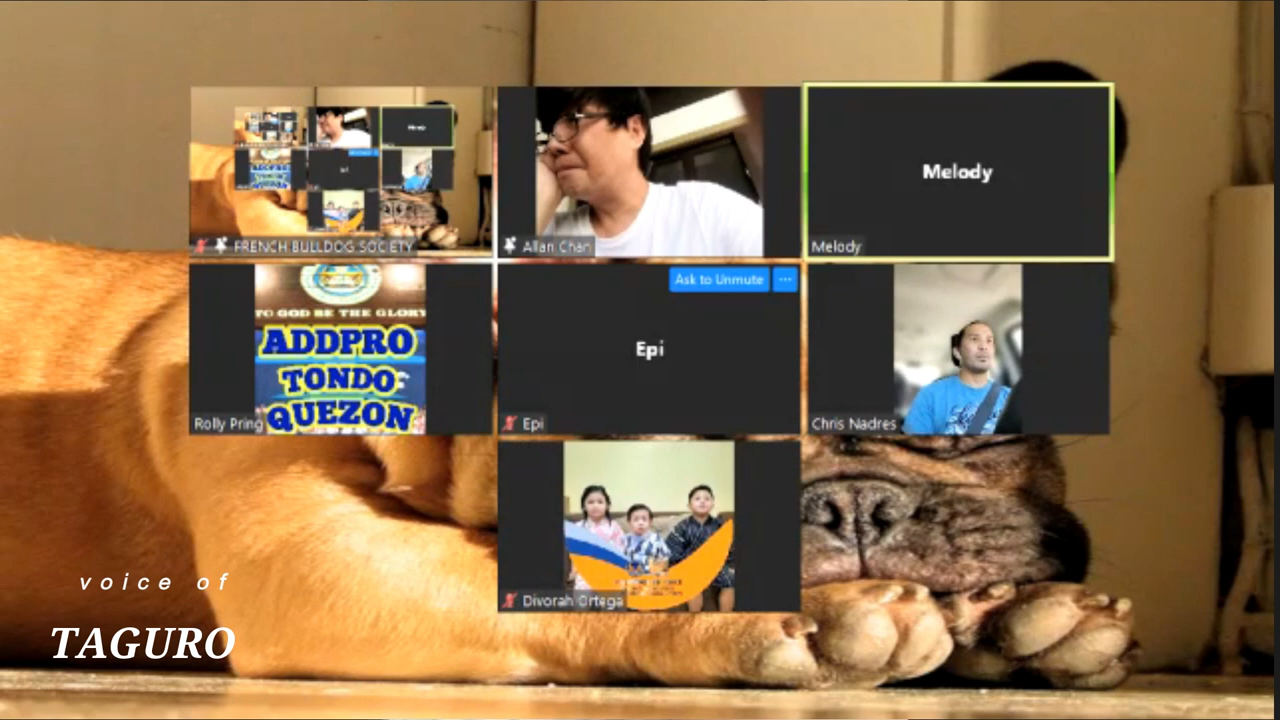 Melody
FRENCH BULLDOG SOCIETY
Allan Chan
Melody
TO GOD BE THE GLORY
ADDPRO
TONDO
QUEZON
Rolly Pring
Ask to Unmute ...
Epi
Epi
Chris Nadres
Divorah Ortega
voice of
TAGURO